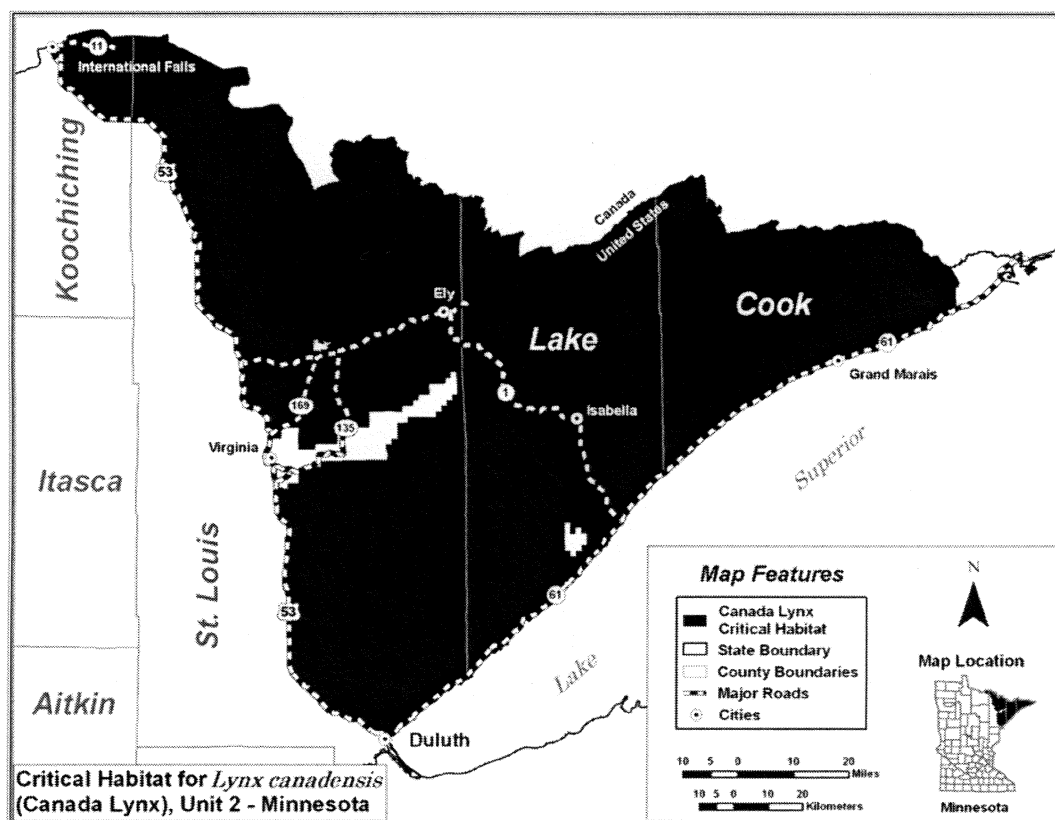 11
International Falls
Koochiching
53
Canada
United States
Ely
Lake
Cook
61
Grand Marais
1
Isabella
169
135
Virginia
Itasca
St. Louis
Superior
53
61
Lake
Aitkin
Duluth
Critical Habitat for Lynx canadensis
(Canada Lynx), Unit 2 - Minnesota
Map Features
Canada Lynx
Critical Habitat
State Boundary
County Boundaries
Major Roads
Cities
10 5 0 10 20
Miles
10 5 0 10 20
Kilometers
N
Map Location
Minnesota